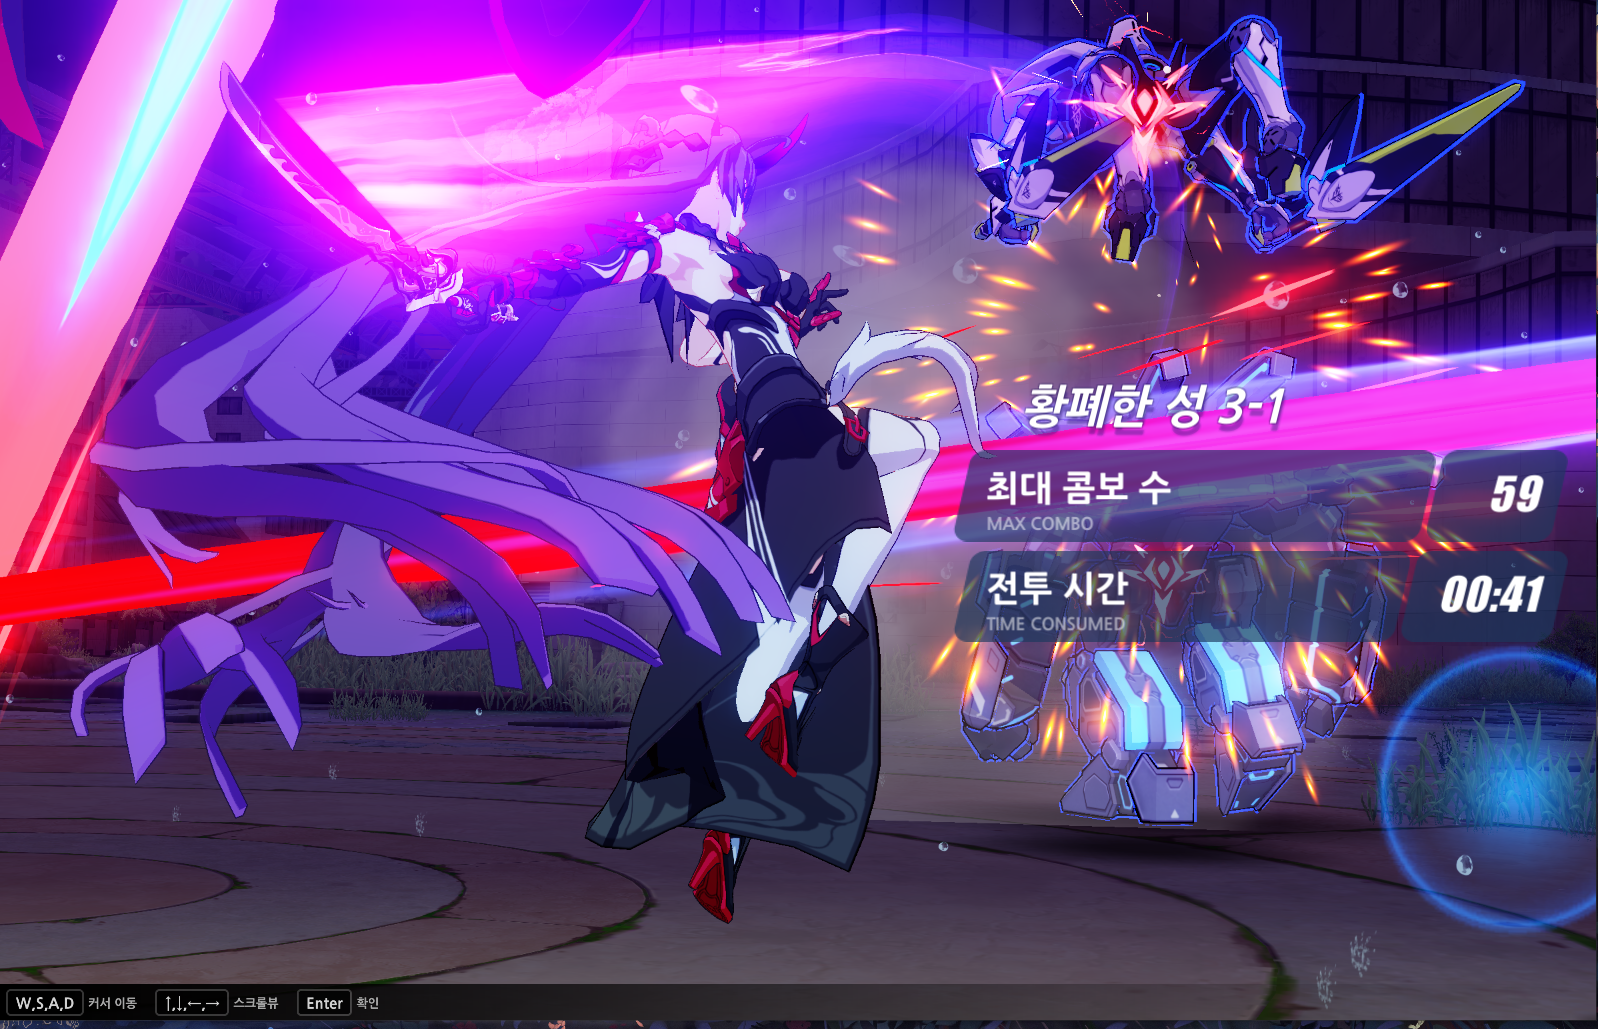 황폐한 성 3-1
최대 콤보 수 59
MAX COMBO
전투 시간 00:41
TIME CONSUMED
W,S,A,D 커서 이동 ↑,↓,←,→ 스크롤뷰 Enter 확인